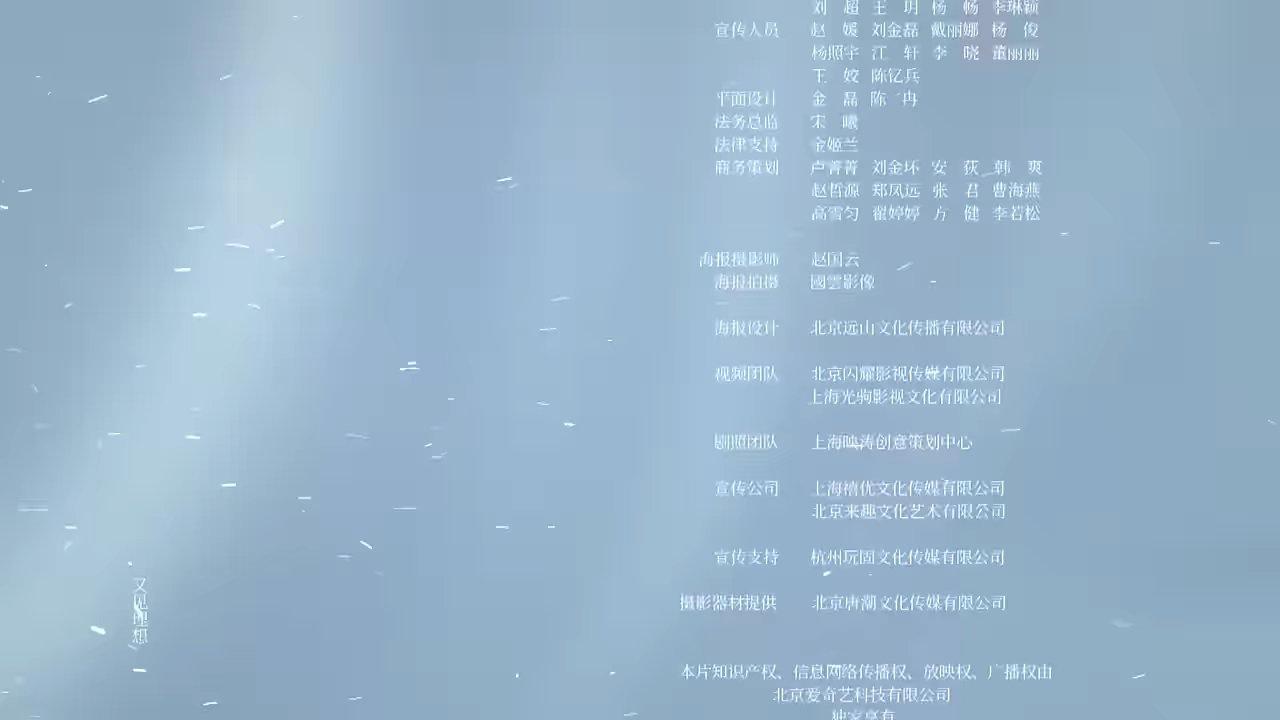 刘 超 王 玥 杨 畅 李琳颖
宣传人员 赵 媛 刘金磊 戴丽娜 杨 俊
杨照宇 江 轩 李 晓 董丽丽
王 姣 陈钇兵
平面设计 金 磊 陈一冉
法务总监 宋 曦
法律支持 金姬兰
商务策划 卢菁菁 刘金环 安 荻 韩 爽
赵哲源 郑凤远 张 君 曹海燕
高雪匀 翟婷婷 方 健 李若松
海报摄影师 赵国云
海报拍摄 國雲影像
海报设计 北京远山文化传播有限公司
视频团队 北京闪耀影视传媒有限公司
上海光驹影视文化有限公司
剧照团队 上海映涛创意策划中心
宣传公司 上海禧优文化传媒有限公司
北京来趣文化艺术有限公司
宣传支持 杭州玩固文化传媒有限公司
摄影器材提供 北京唐潮文化传媒有限公司
又见理想
本片知识产权、信息网络传播权、放映权、广播权由
北京爱奇艺科技有限公司
独家享有